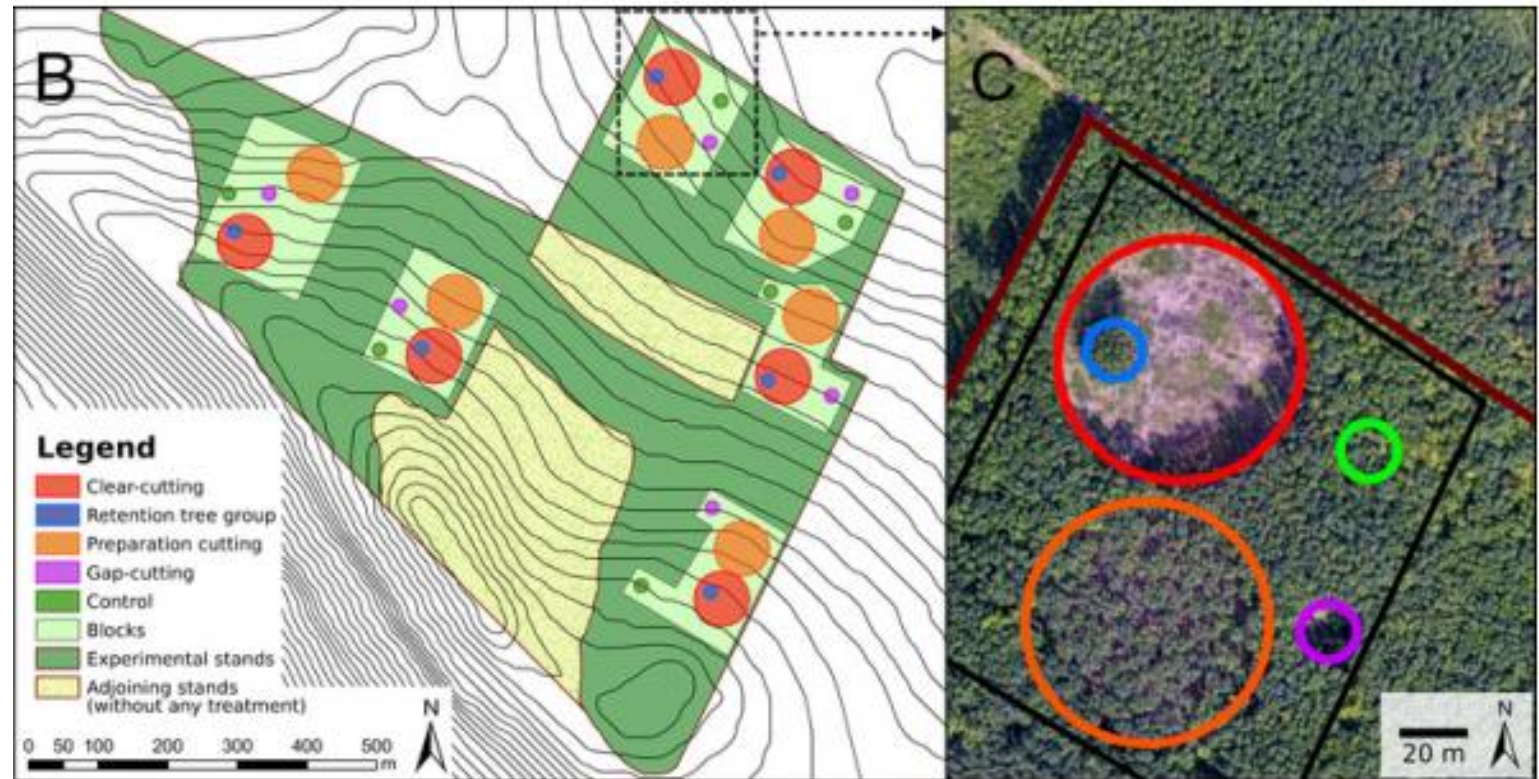 B
C
Legend
Clear-cutting
Retention tree group
Preparation cutting
Gap-cutting
Control
Blocks
Experimental stands
Adjoining stands
(without any treatment)
N
0 50 100 200 300 400 500
m
N
20 m